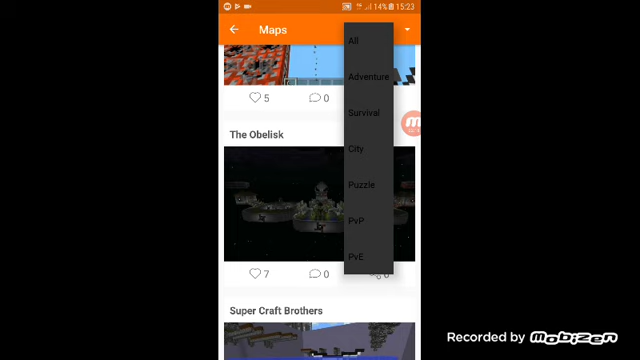 14% 15:23
Maps
All
5
0
Adventure
Survival
The Obelisk
City
Puzzle
PvP
PvE
7
0
0
Super Craft Brothers
Recorded by mobizen